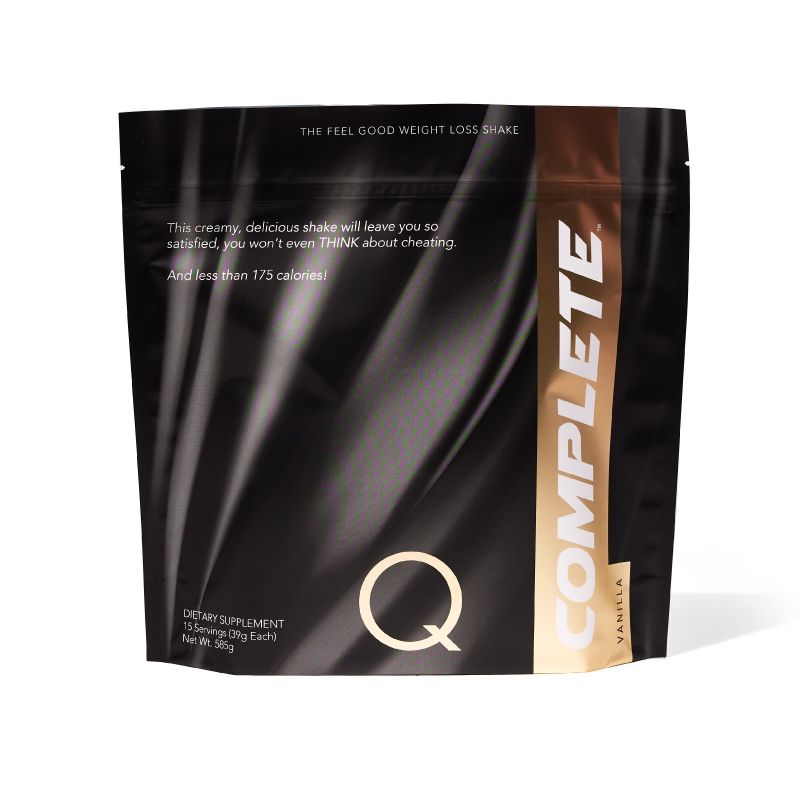 THE FEEL GOOD WEIGHT LOSS SHAKE
This creamy, delicious shake will leave you so
satisfied, you won't even THINK about cheating.
And less than 175 calories!
COMPLETE™
VANILLA
Q
DIETARY SUPPLEMENT
15 Servings (39g Each)
Net Wt. 585g